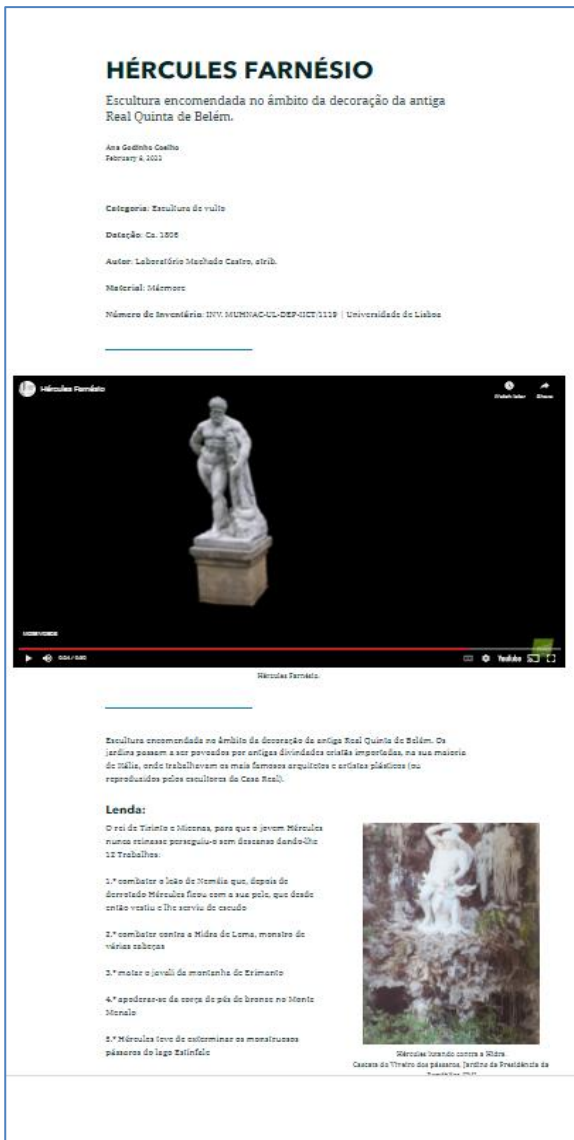 HÉRCULES FARNÉSIO
Escultura encomendada no âmbito da decoração da antiga
Real Quinta de Belém.
Ana Godinho Coelho
February 8, 2022
Categoria: Escultura de vulto
Datação: Ca. 1806
Autor: Laboratório Machado Castro, atrib.
Material: Mármore
Número de Inventário: INV. MUHNAC-UL-DEP-IICT/1119 | Universidade de Lisboa
Hércules Farnésio
Watch later
Share
YouTube
Hércules Farnésio.
Escultura encomendada no âmbito da decoração da antiga Real Quinta de Belém. Os
jardins passam a ser povoados por antigas divindades cristãs importadas, na sua maioria
de Itália, onde trabalhavam os mais famosos arquitetos e artistas plásticos (ou
reproduzidos pelos escultores da Casa Real).
Lenda:
O rei de Tirinto e Micenas, para que o jovem Hércules
nunca reinasse perseguiu-o sem descanso dando-lhe
12 Trabalhos:
1.º combater o leão de Neméia que, depois de
derrotado Hércules ficou com a sua pele, que desde
então vestiu e lhe serviu de escudo
2.º combater contra a Hidra de Lerna, monstro de
várias cabeças
3.º matar o javali da montanha de Erimanto
4.º apoderar-se da corça de pés de bronze no Monte
Menalo
5.º Hércules teve de exterminar os monstruosos
pássaros do lago Estinfale
Hércules lutando contra a Hidra.
Cascata do Viveiro dos pássaros, Jardins da Presidência da